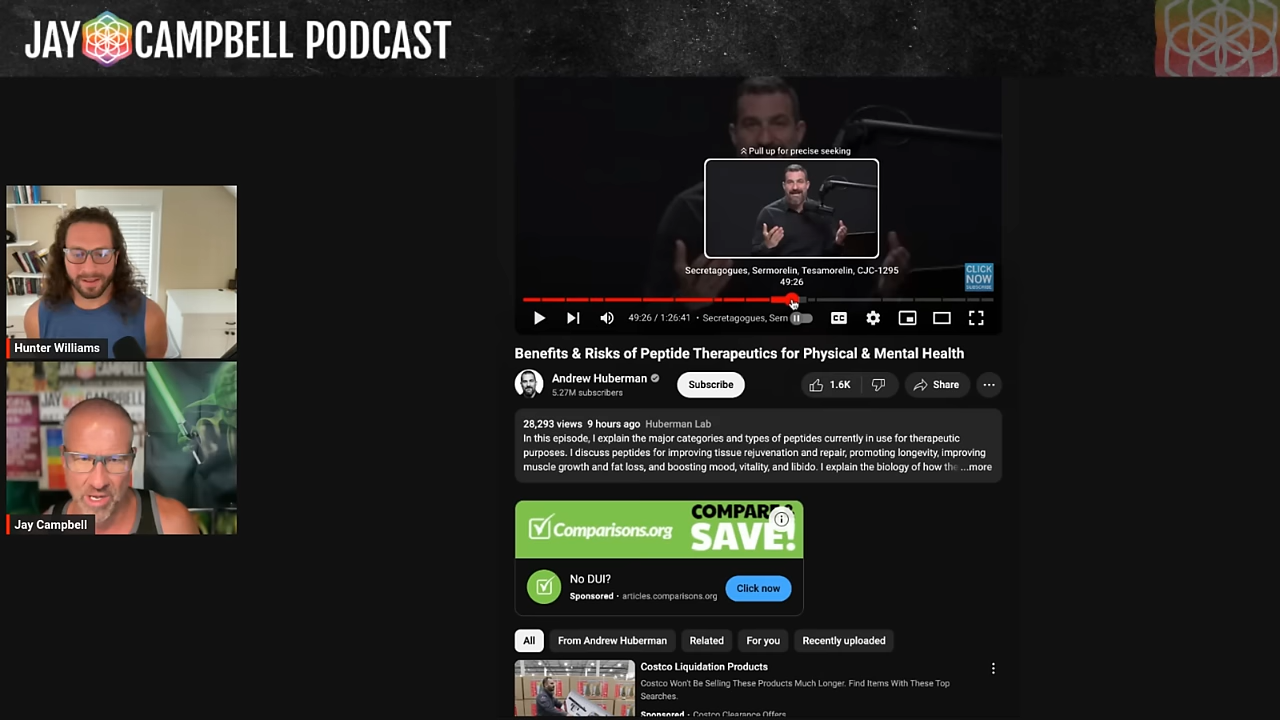 JAY CAMPBELL PODCAST
Hunter Williams
Jay Campbell
Pull up for precise seeking
Secretagogues, Sermorelin, Tesamorelin, CJC-1295
49:26
CLICK
NOW
SUBSCRIBE
49:26 / 1:26:41 • Secretagogues, Sern
CC
Benefits & Risks of Peptide Therapeutics for Physical & Mental Health
Andrew Huberman
5.27M subscribers
Subscribe
1.6K
Share
28,293 views 9 hours ago Huberman Lab
In this episode, I explain the major categories and types of peptides currently in use for therapeutic
purposes. I discuss peptides for improving tissue rejuvenation and repair, promoting longevity, improving
muscle growth and fat loss, and boosting mood, vitality, and libido. I explain the biology of how the ...more
Comparisons.org
COMPARE
SAVE!
No DUI?
Sponsored • articles.comparisons.org
Click now
All
From Andrew Huberman
Related
For you
Recently uploaded
Costco Liquidation Products
Costco Won't Be Selling These Products Much Longer. Find Items With These Top
Searches.
Sponsored • Costco Clearance Offers